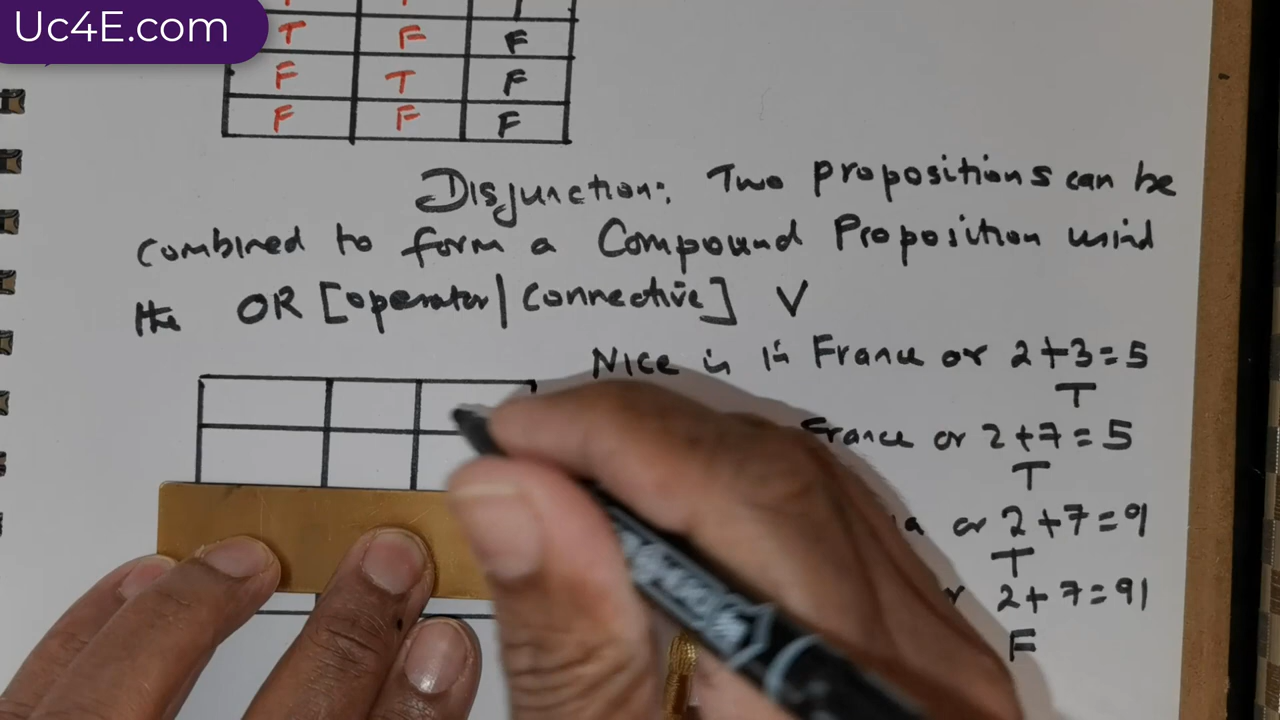 Uc4E.com
T F F
F T F
F F F
Disjunction: Two propositions can be
combined to form a Compound Proposition using
the OR [operator|Connective] V
Nice is in France or 2+3=5
T
France or 2+7=5
T
or 2+7=9
T
2+7=91
F